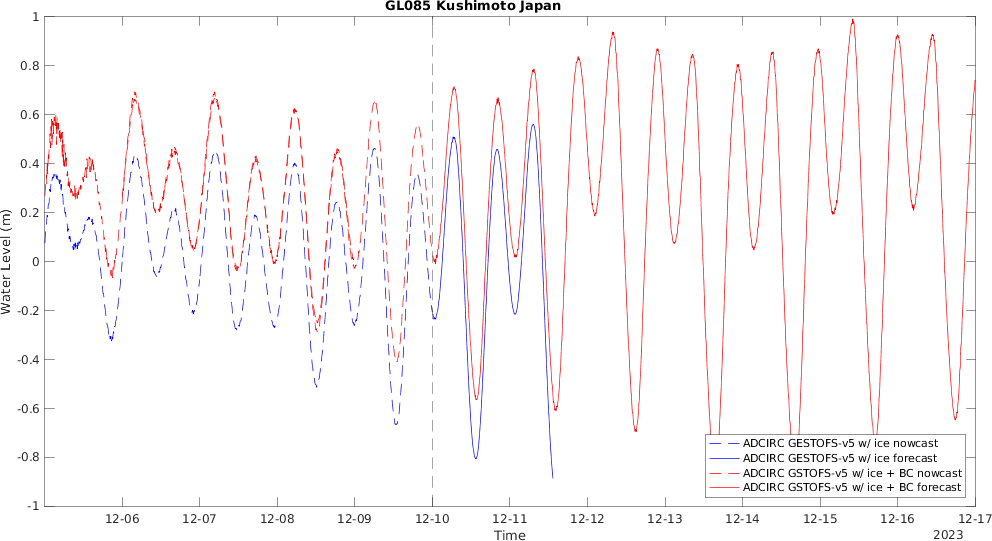 GL085 Kushimoto Japan
1
0.8
0.6
0.4
0.2
0
-0.2
-0.4
-0.6
-0.8
-1
Water Level (m)
ADCIRC GESTOFS-v5 w/ ice nowcast
ADCIRC GESTOFS-v5 w/ ice forecast
ADCIRC GSTOFS-v5 w/ ice + BC nowcast
ADCIRC GSTOFS-v5 w/ ice + BC forecast
12-06 12-07 12-08 12-09 12-10 12-11 12-12 12-13 12-14 12-15 12-16 12-17
Time
2023